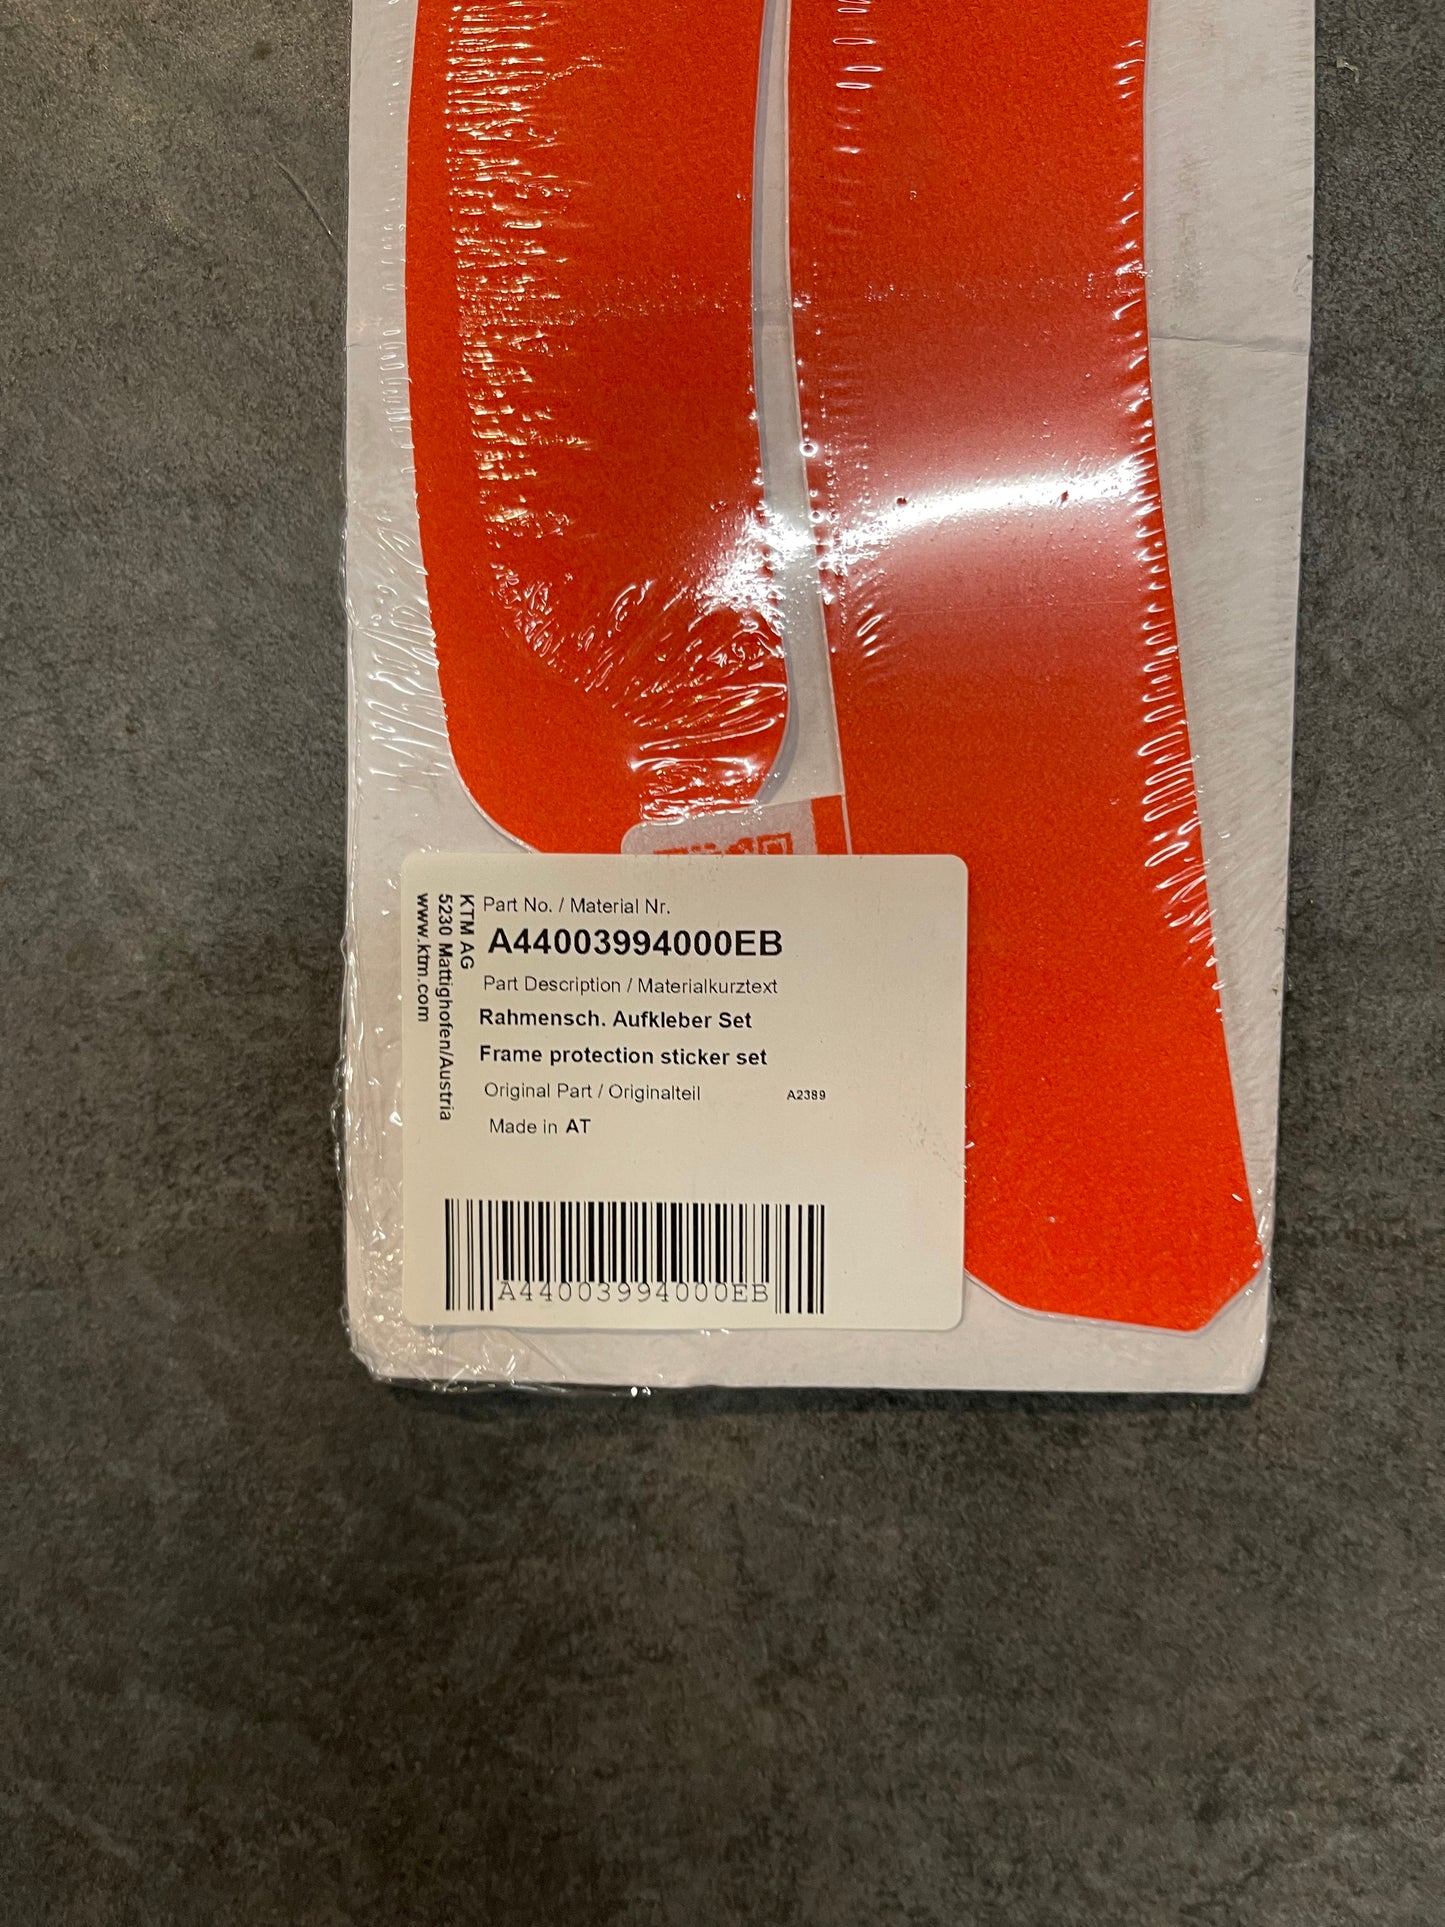 KTM AG
5230 Mattighofen/Austria
www.ktm.com
Part No. / Material Nr.
A44003994000EB
Part Description / Materialkurztext
Rahmensch. Aufkleber Set
Frame protection sticker set
Original Part / Originalteil A2389
Made in AT
A44003994000EB